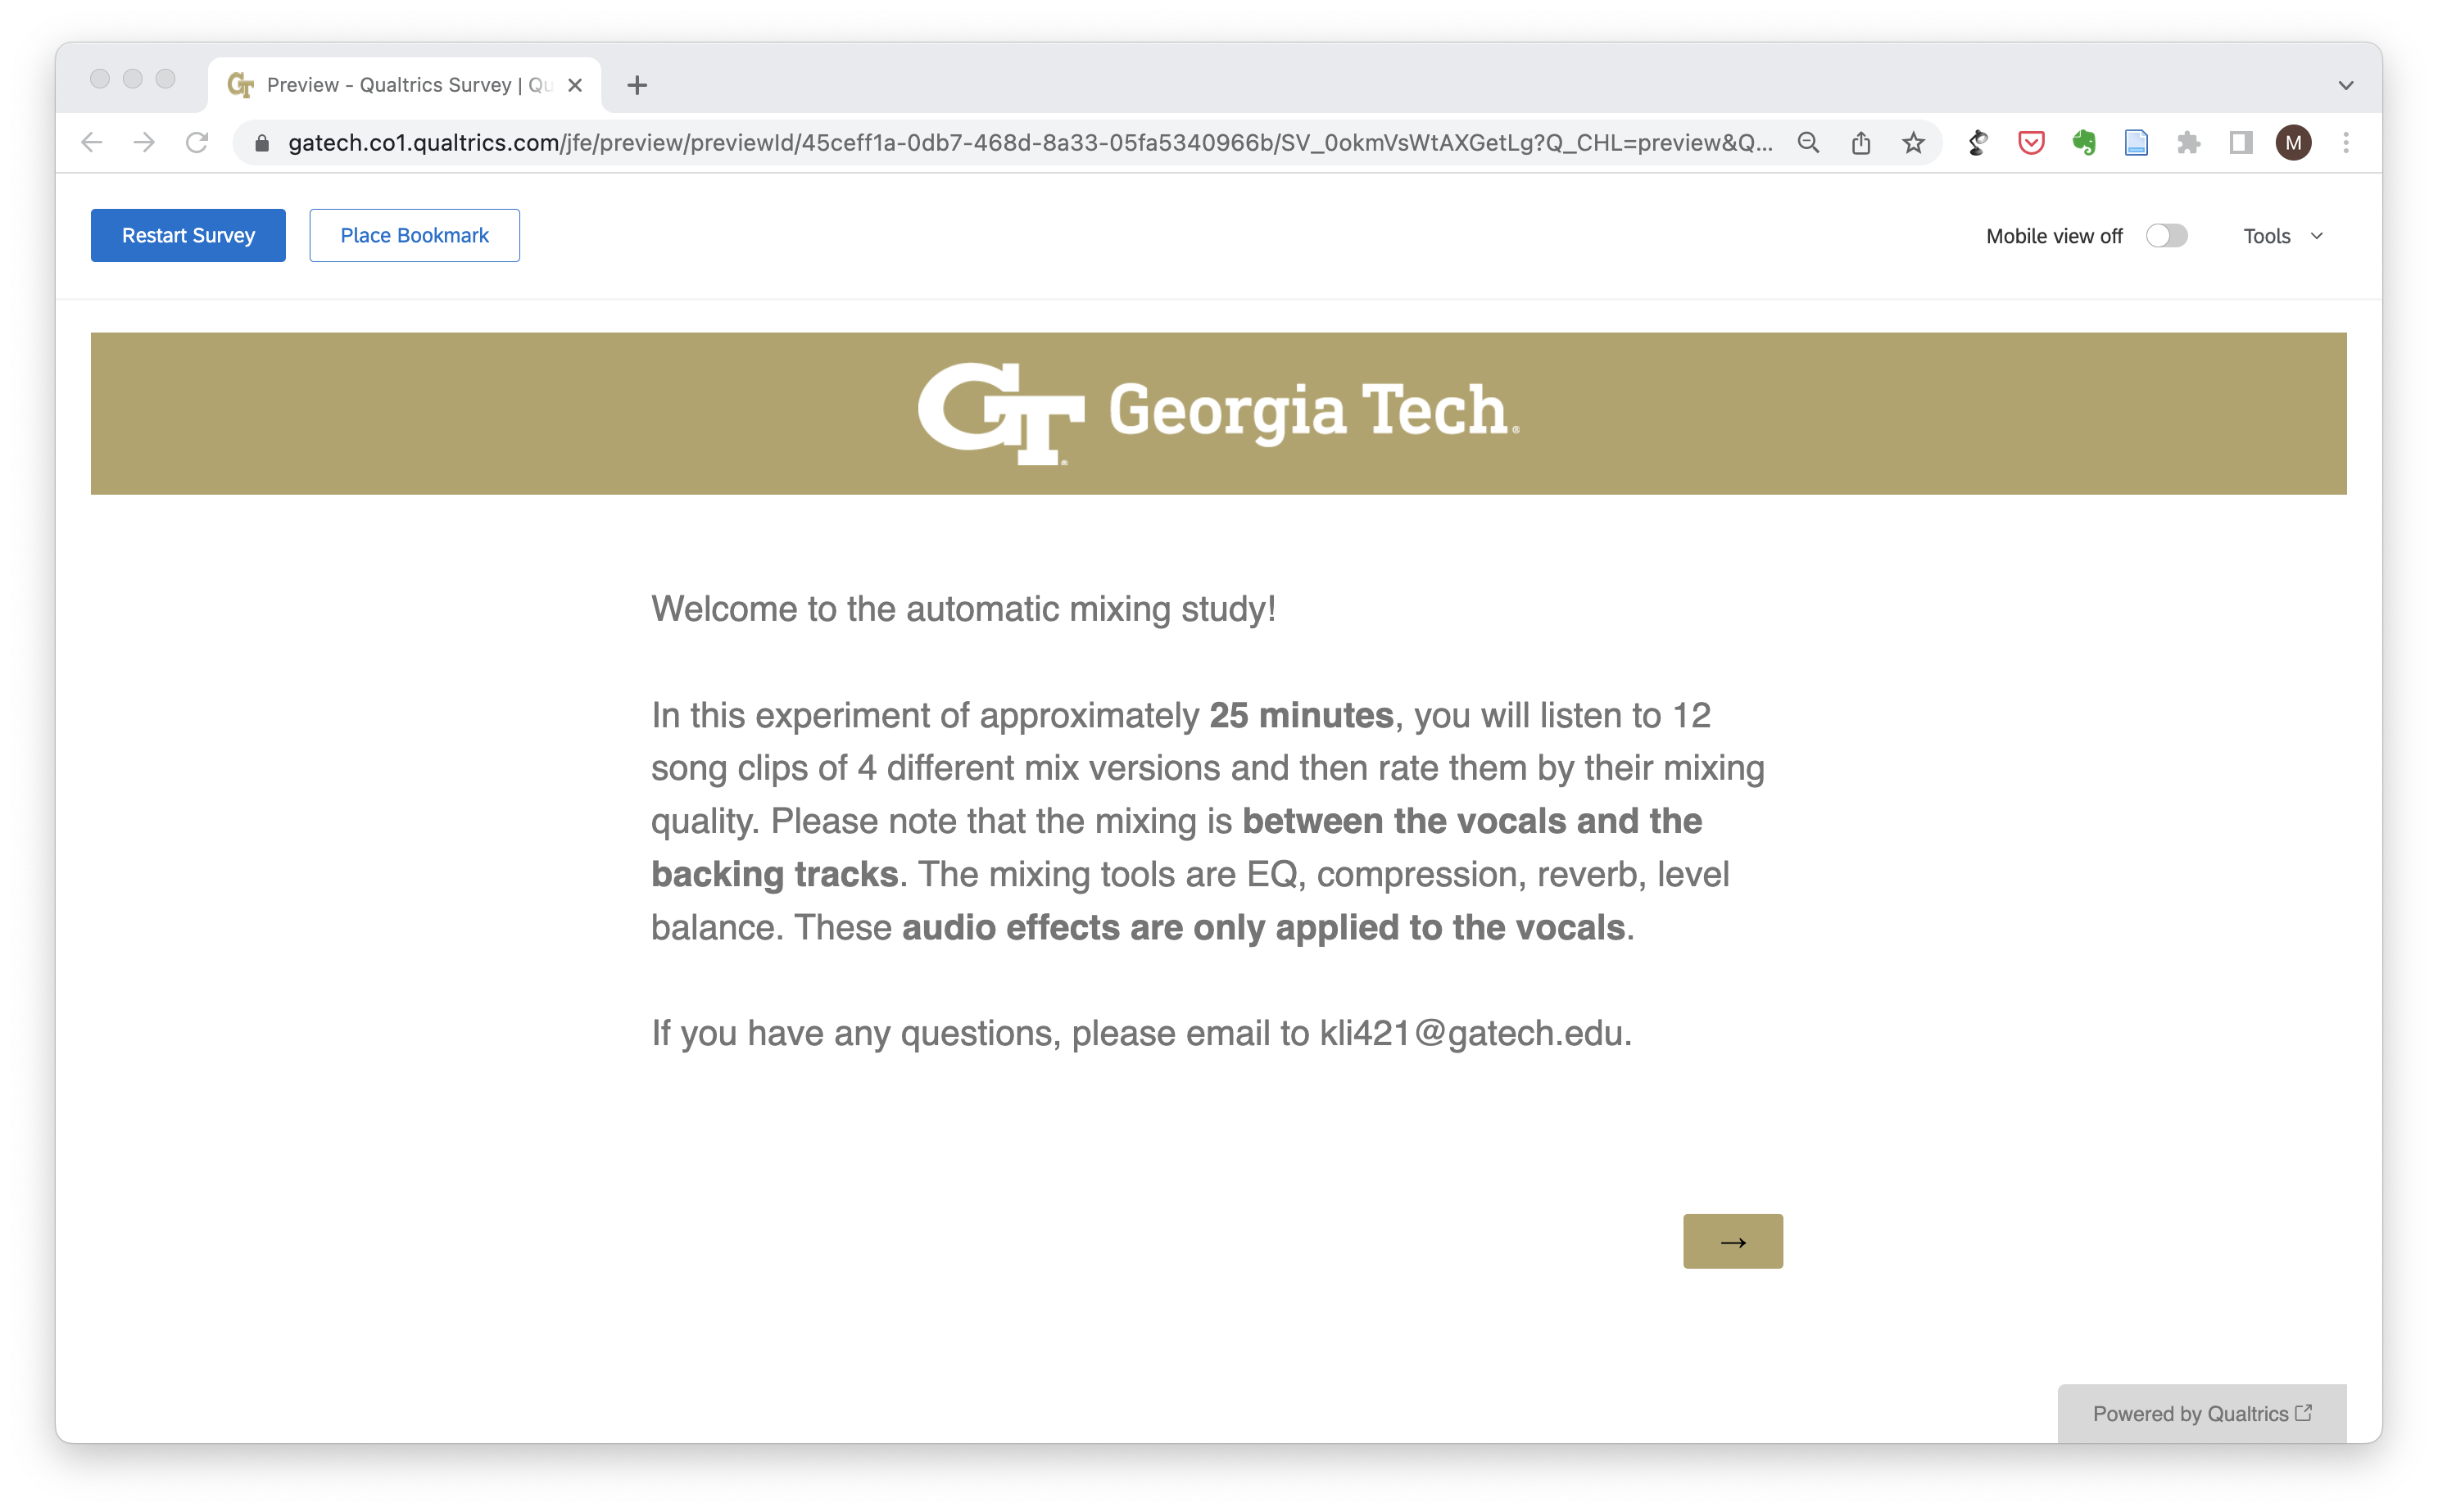 Preview - Qualtrics Survey | Qu
gatech.co1.qualtrics.com/jfe/preview/previewId/45ceff1a-0db7-468d-8a33-05fa5340966b/SV_0okmVsWtAXGetLg?Q_CHL=preview&Q...
M
Restart Survey
Place Bookmark
Mobile view off
Tools
GT® Georgia Tech®
Welcome to the automatic mixing study!
In this experiment of approximately 25 minutes, you will listen to 12
song clips of 4 different mix versions and then rate them by their mixing
quality. Please note that the mixing is between the vocals and the
backing tracks. The mixing tools are EQ, compression, reverb, level
balance. These audio effects are only applied to the vocals.
If you have any questions, please email to kli421@gatech.edu.
→
Powered by Qualtrics